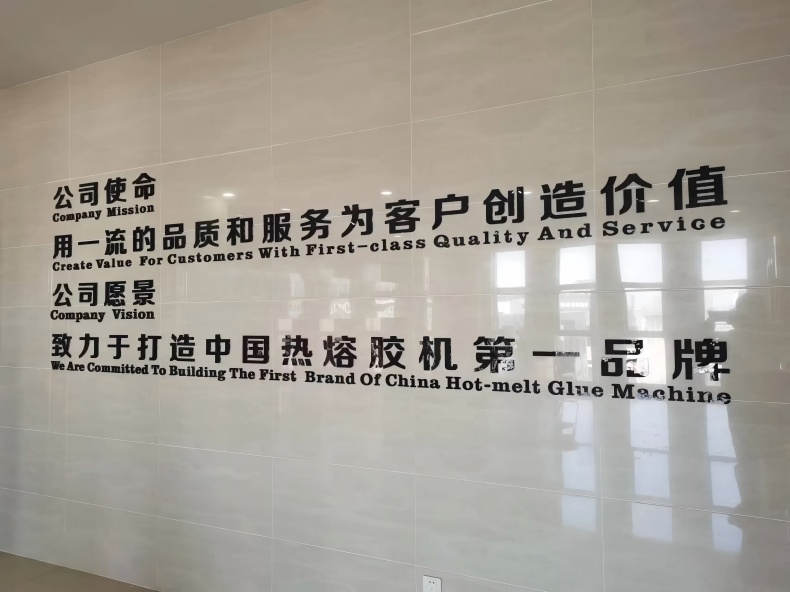 公司使命
Company Mission
用一流的品质和服务为客户创造价值
Create Value For Customers With First-class Quality And Service
公司愿景
Company Vision
致力于打造中国热熔胶机第一品牌
We Are Committed To Building The First Brand Of China Hot-melt Glue Machine